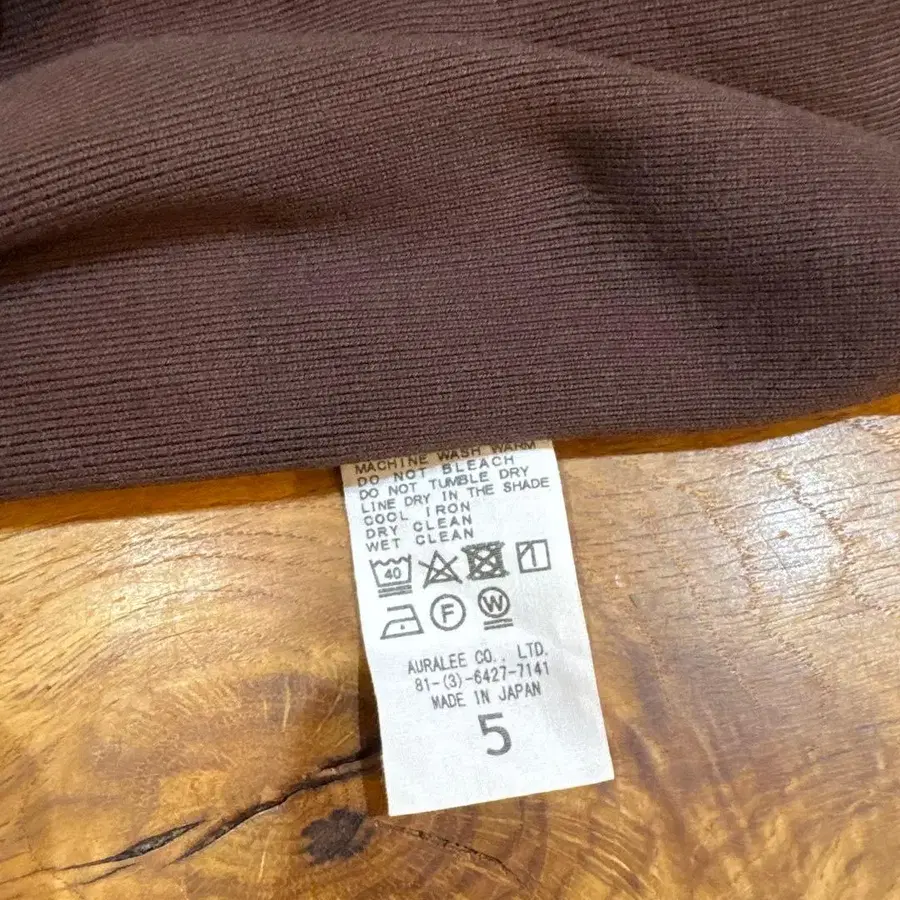 MACHINE WASH WARM
DO NOT BLEACH
DO NOT TUMBLE DRY
LINE DRY IN THE SHADE
COOL IRON
DRY CLEAN
WET CLEAN
40
F W
AURALEE CO., LTD.
81-(3)-6427-7141
MADE IN JAPAN
5